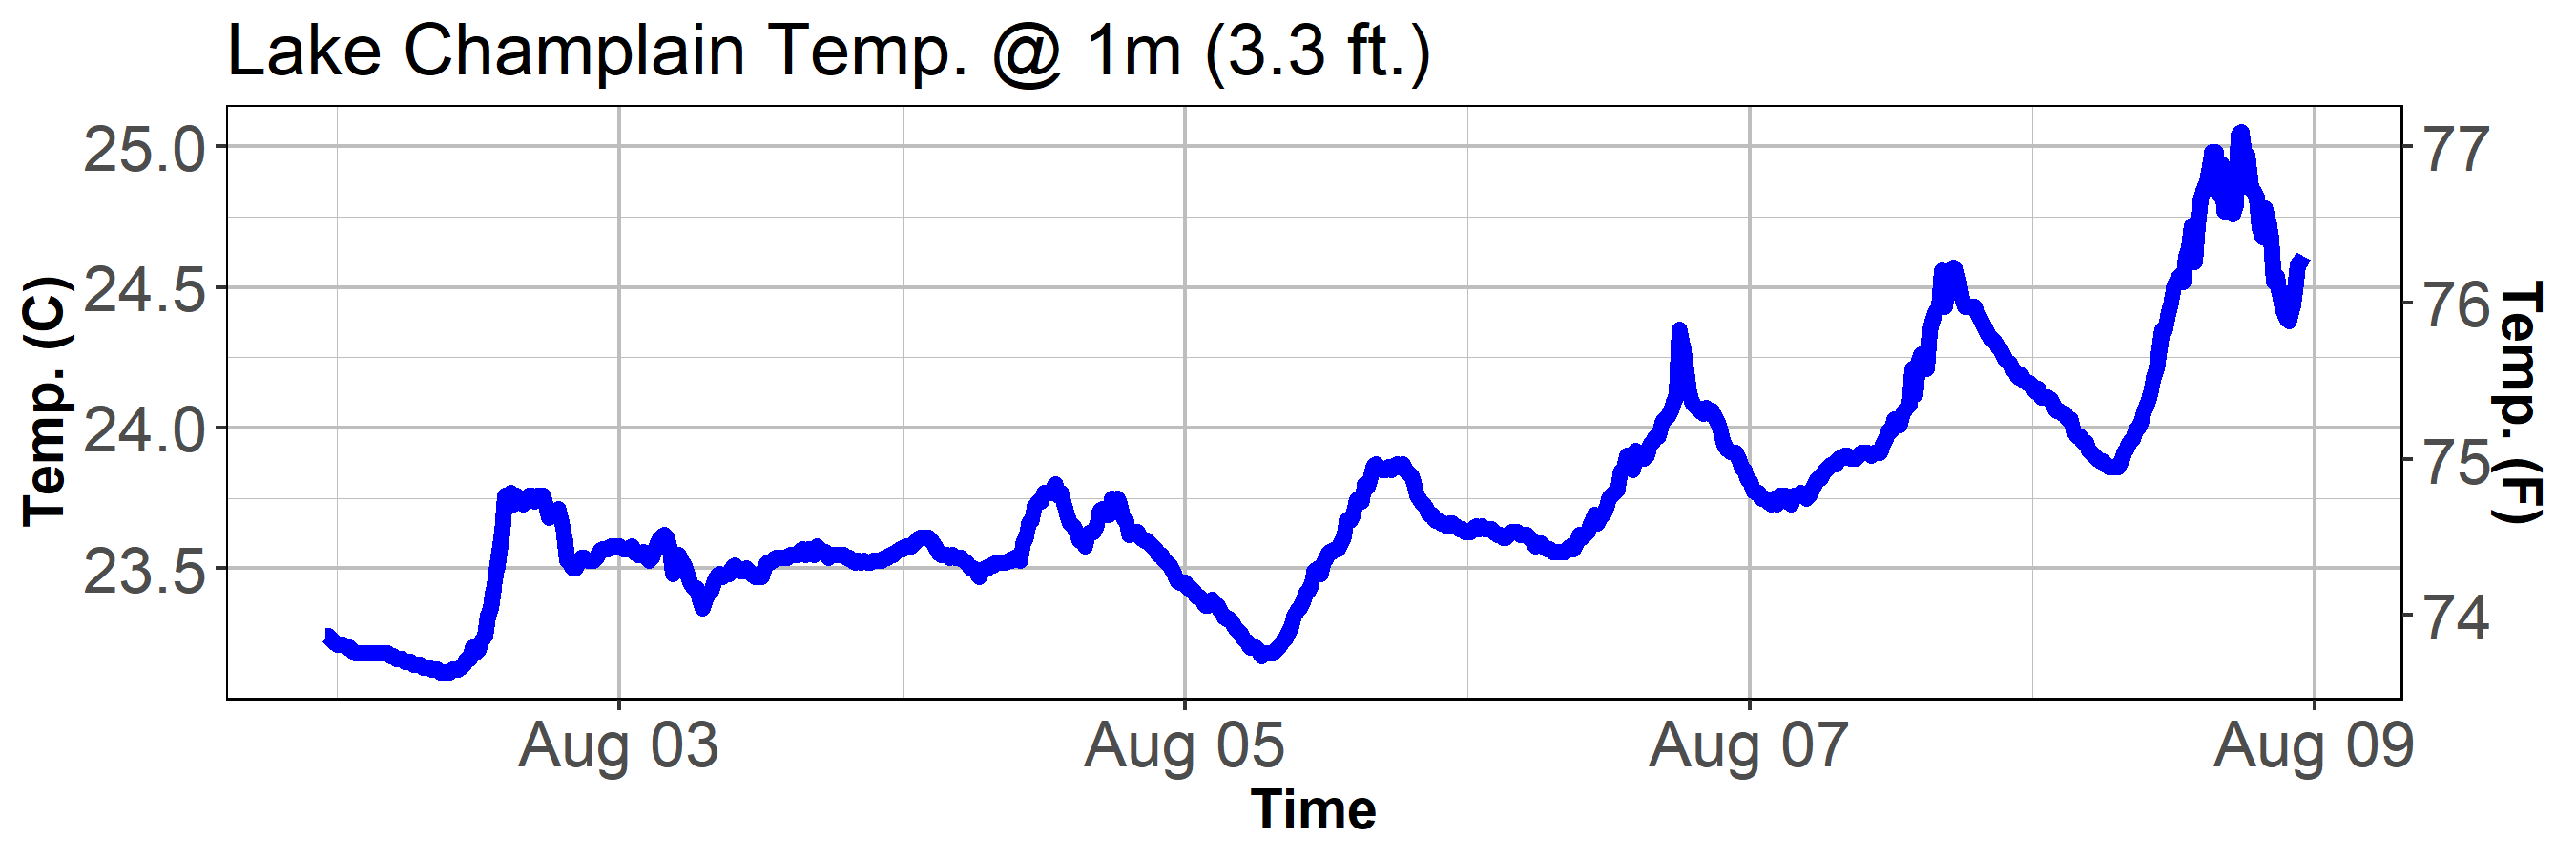 Lake Champlain Temp. @ 1m (3.3 ft.)
Temp. (C)
25.0
24.5
24.0
23.5
77
76
75
74
Temp. (F)
Aug 03 Aug 05 Aug 07 Aug 09
Time